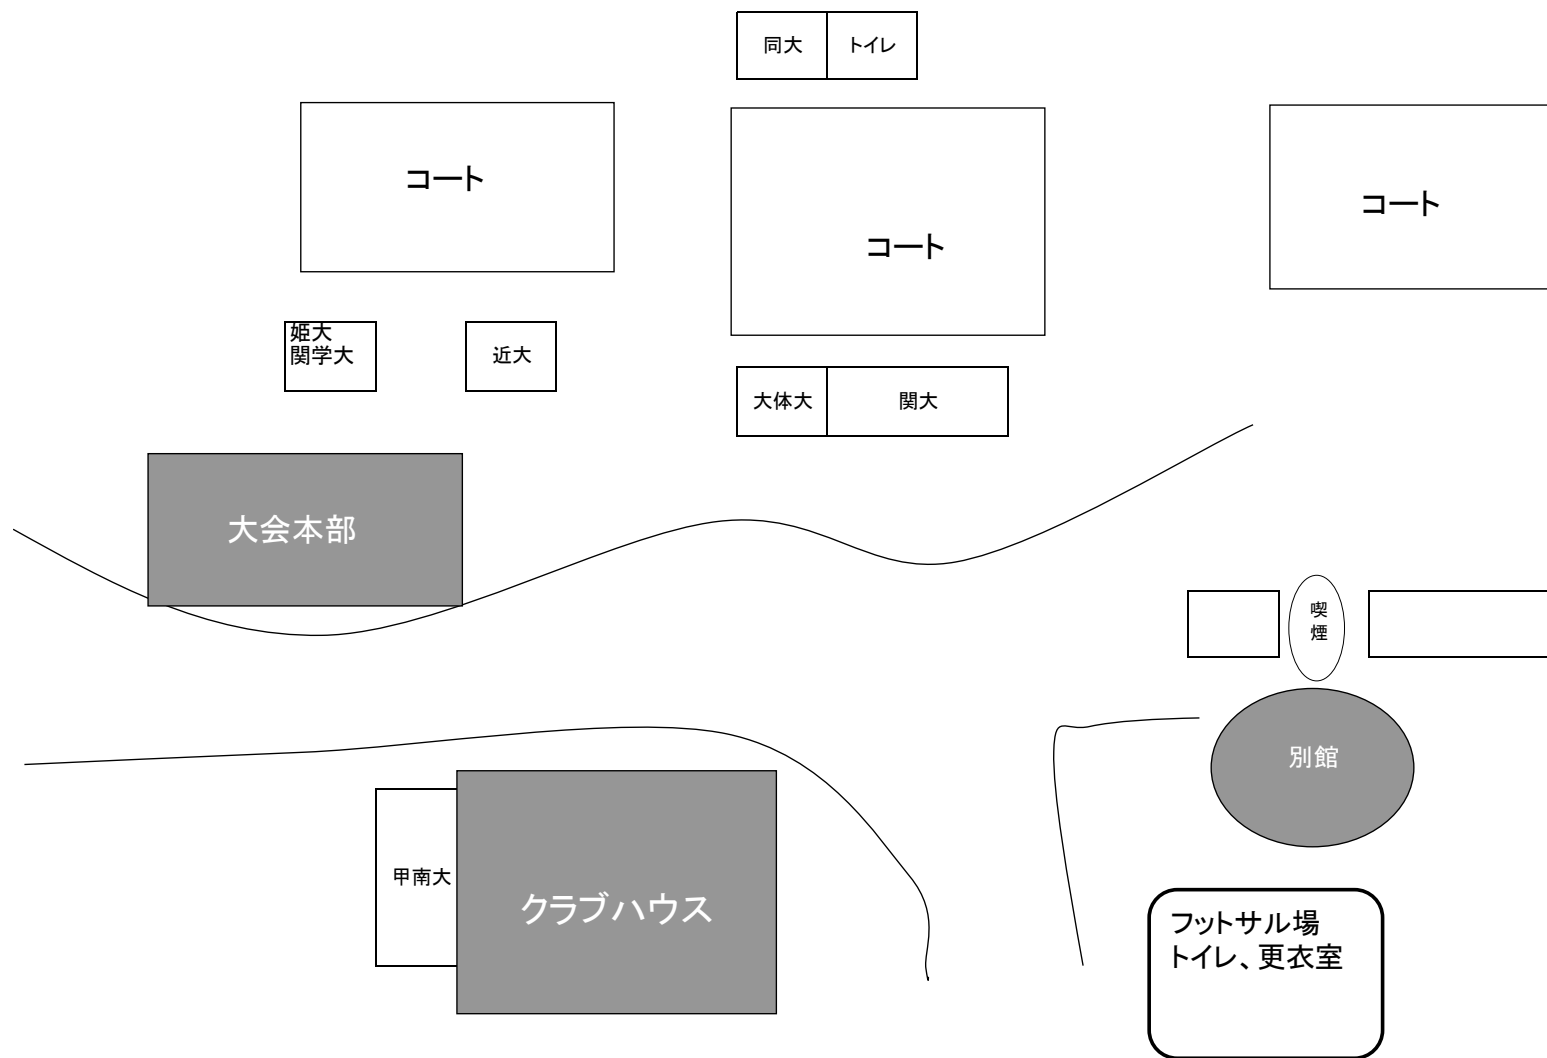 同大
トイレ
コート
コート
コート
姫大
関学大
近大
大体大
関大
大会本部
喫
煙
別館
甲南大
クラブハウス
フットサル場
トイレ、更衣室